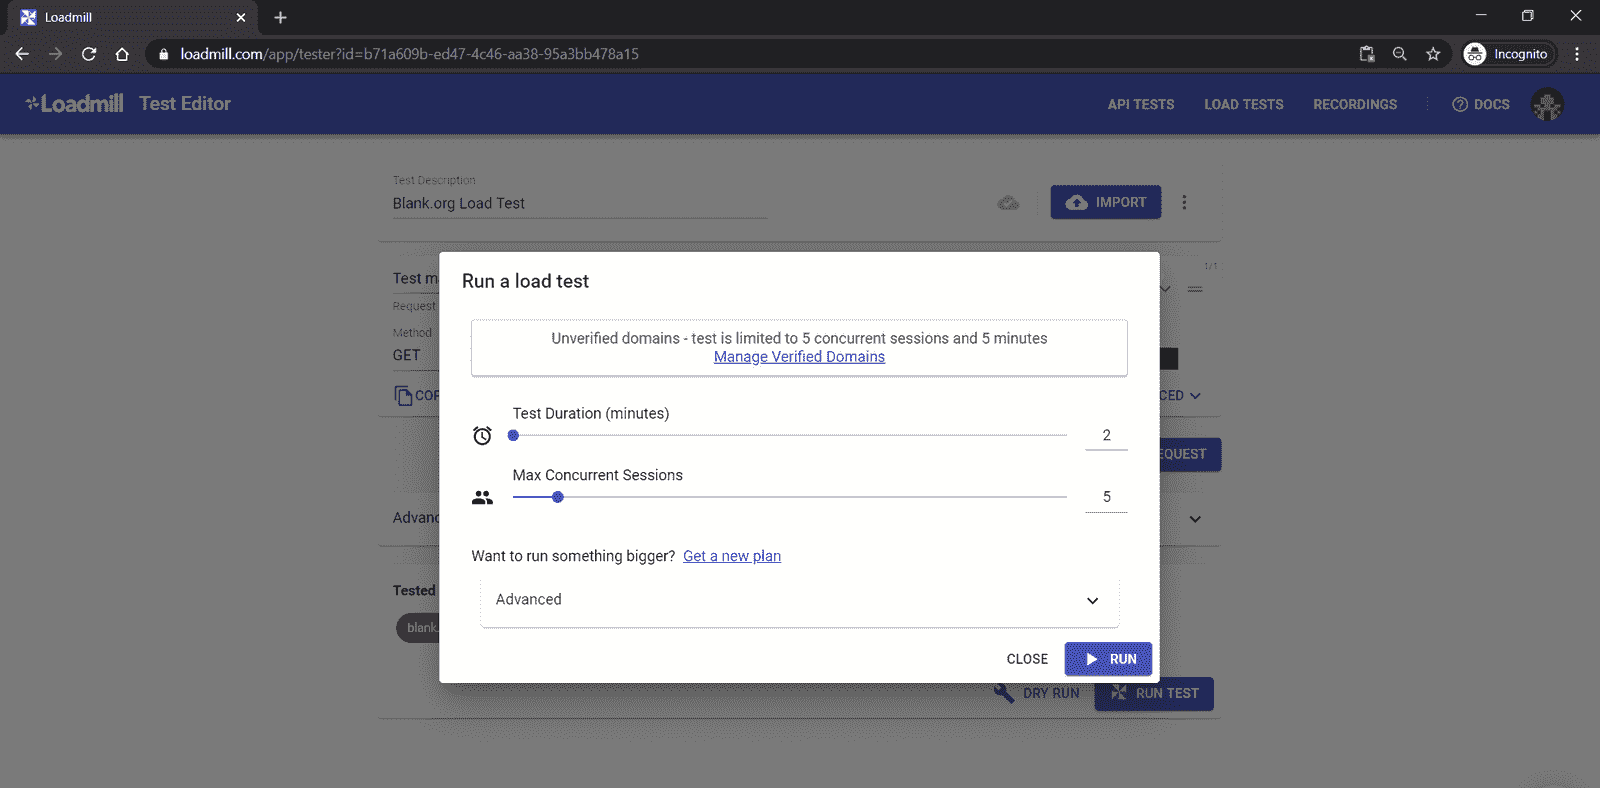 Loadmill
loadmill.com/app/tester?id=b71a609b-ed47-4c46-aa38-95a3bb478a15
Incognito
Loadmill Test Editor
API TESTS LOAD TESTS RECORDINGS DOCS
Test Description
Blank.org Load Test
IMPORT
Run a load test
1/1
Test m
Request
Unverified domains - test is limited to 5 concurrent sessions and 5 minutes
Manage Verified Domains
Method
GET
COP
CED
Test Duration (minutes)
2
EQUEST
Max Concurrent Sessions
5
Advanc
Want to run something bigger? Get a new plan
Tested
Advanced
blank.
CLOSE RUN
DRY RUN RUN TEST